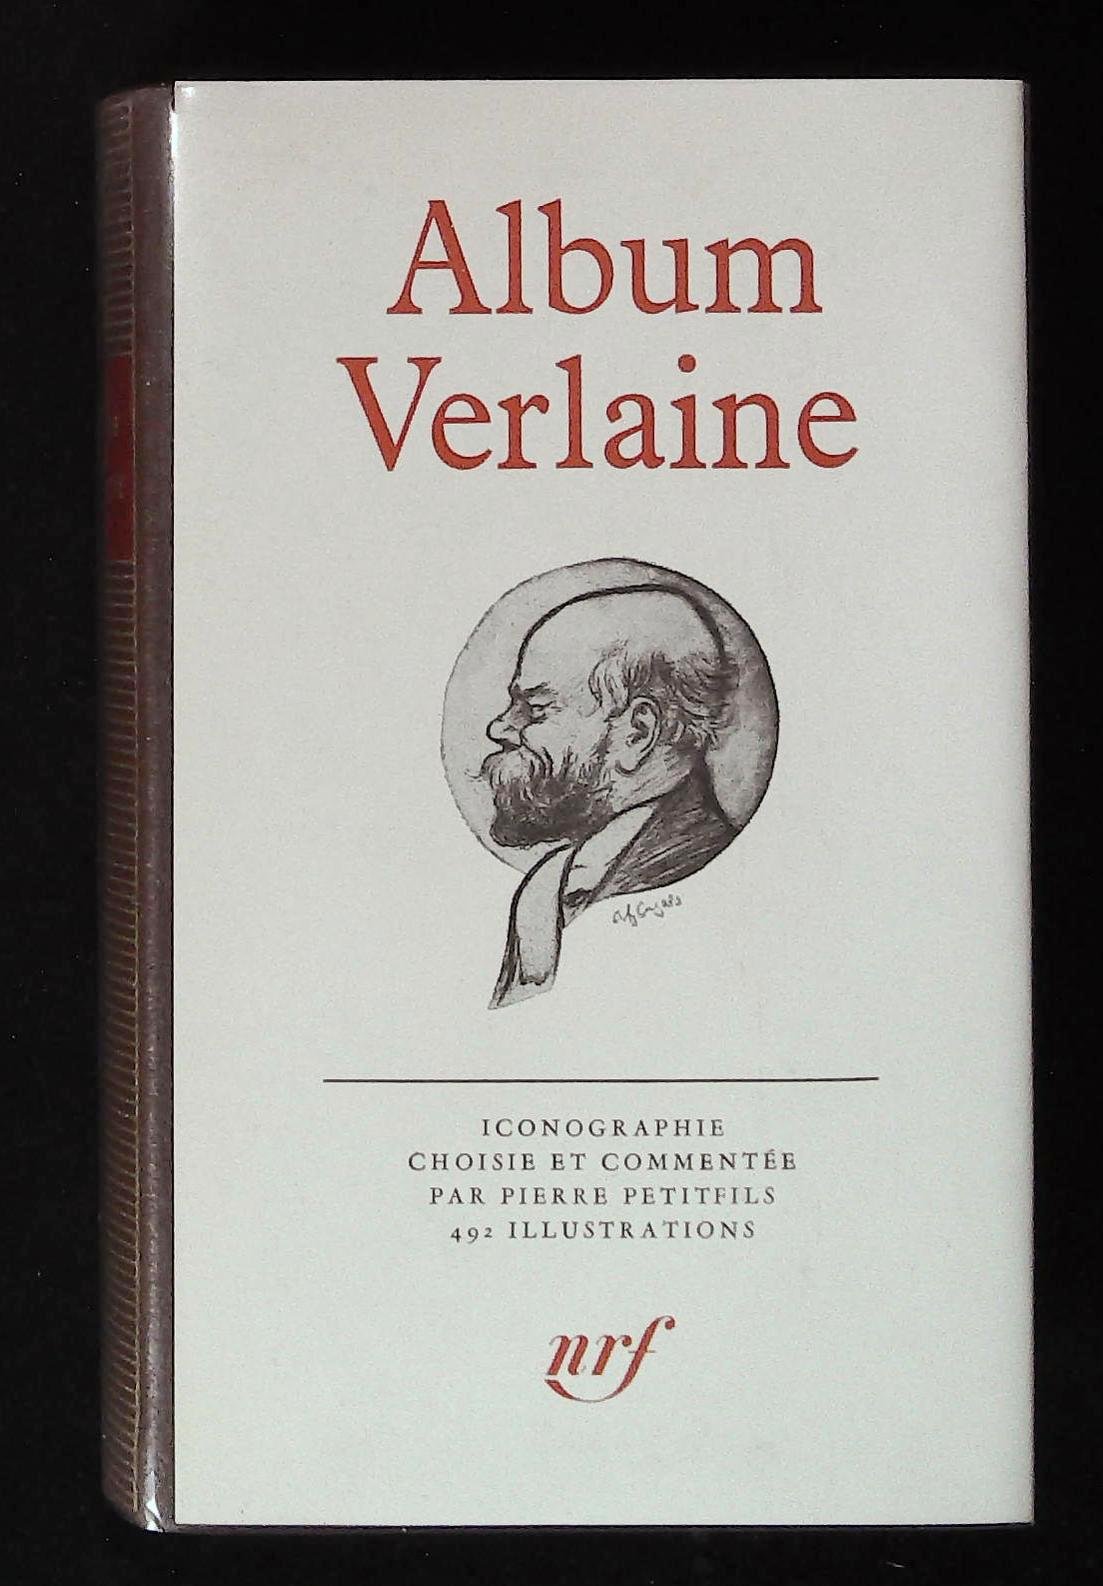 Album
Verlaine
ICONOGRAPHIE
CHOISIE ET COMMENTÉE
PAR PIERRE PETITFILS
492 ILLUSTRATIONS
nrf